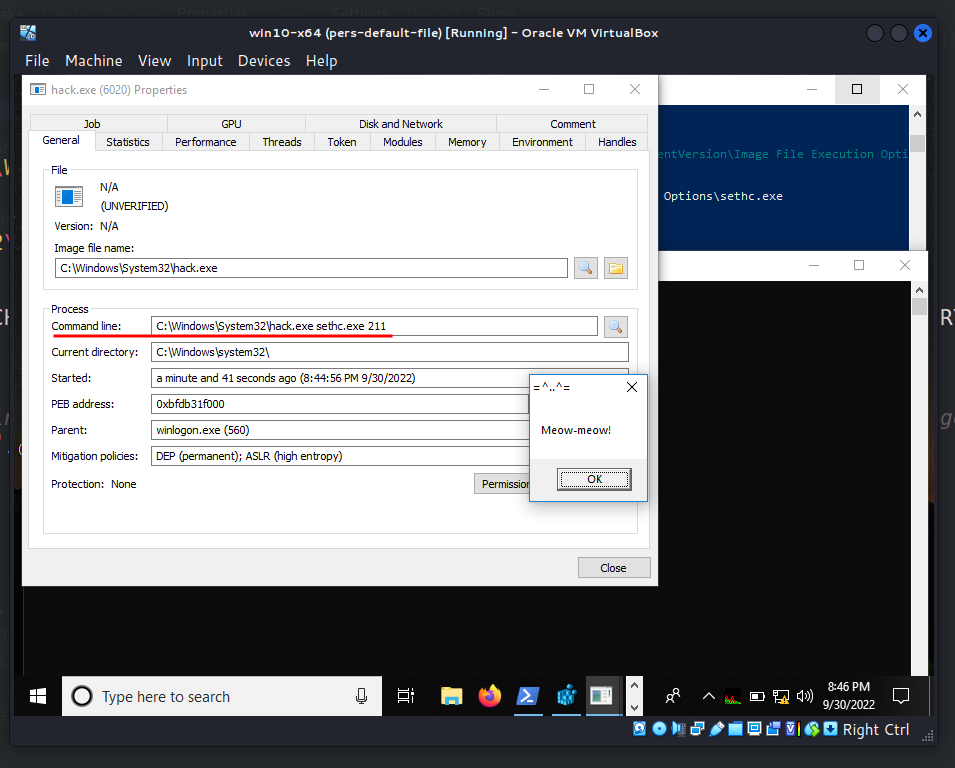 win10-x64 (pers-default-file) [Running] - Oracle VM VirtualBox
File Machine View Input Devices Help
hack.exe (6020) Properties
Job GPU Disk and Network Comment
General Statistics Performance Threads Token Modules Memory Environment Handles
File
N/A
(UNVERIFIED)
Version: N/A
Image file name:
C:\Windows\System32\hack.exe
Process
Command line: C:\Windows\System32\hack.exe sethc.exe 211
Current directory: C:\Windows\system32\
Started: a minute and 41 seconds ago (8:44:56 PM 9/30/2022)
PEB address: 0xbfdb31f000
Parent: winlogon.exe (560)
Mitigation policies: DEP (permanent); ASLR (high entropy)
Protection: None
Permission
Close
entVersion\Image File Execution Opti
Options\sethc.exe
=^..^=
Meow-meow!
OK
Type here to search
8:46 PM
9/30/2022
Right Ctrl